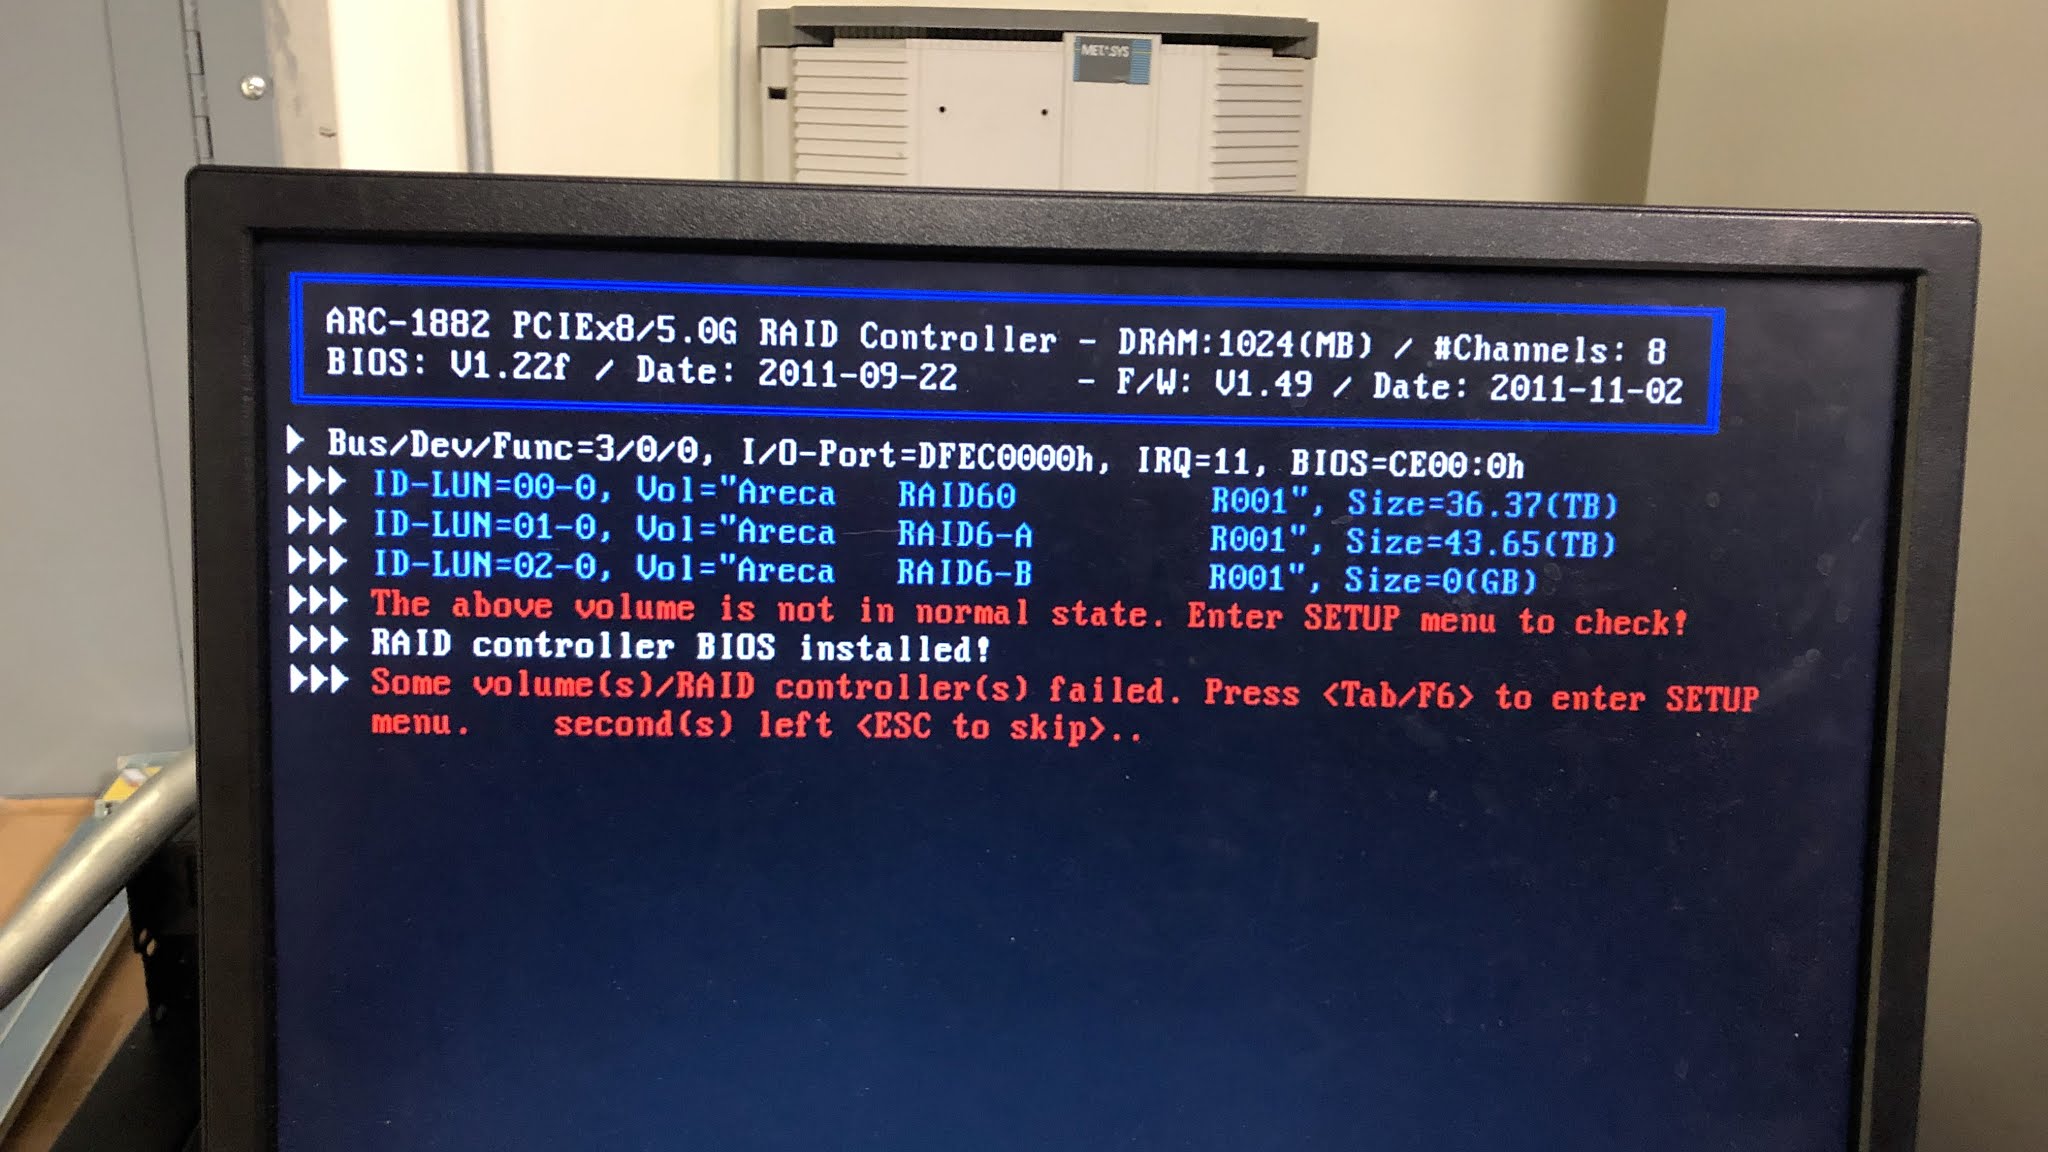 METASYS
ARC-1882 PCIEx8/5.0G RAID Controller - DRAM:1024(MB) / #Channels: 8
BIOS: V1.22f / Date: 2011-09-22 - F/W: V1.49 / Date: 2011-11-02
Bus/Dev/Func=3/0/0, I/O-Port=DFEC0000h, IRQ=11, BIOS=CE00:0h
ID-LUN=00-0, Vol="Areca RAID60 R001", Size=36.37(TB)
ID-LUN=01-0, Vol="Areca RAID6-A R001", Size=43.65(TB)
ID-LUN=02-0, Vol="Areca RAID6-B R001", Size=0(GB)
The above volume is not in normal state. Enter SETUP menu to check!
RAID controller BIOS installed!
Some volume(s)/RAID controller(s) failed. Press <Tab/F6> to enter SETUP
menu. second(s) left <ESC to skip>..